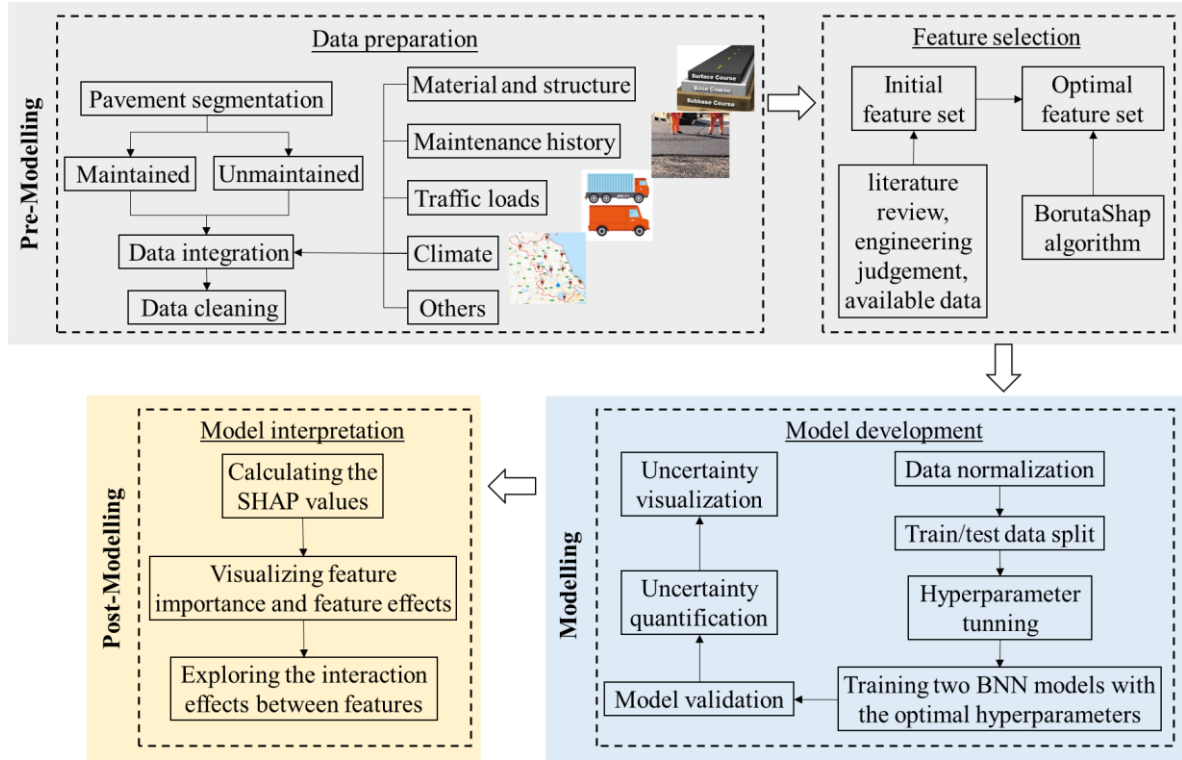 Pre-Modelling
Data preparation
Pavement segmentation
Maintained
Unmaintained
Data integration
Data cleaning
Material and structure
Maintenance history
Traffic loads
Climate
Others
Surface Course
Base Course
Subbase Course
Feature selection
Initial
feature set
Optimal
feature set
literature
review,
engineering
judgement,
available data
BorutaShap
algorithm
Modelling
Model development
Data normalization
Train/test data split
Hyperparameter
tunning
Training two BNN models with
the optimal hyperparameters
Model validation
Uncertainty
quantification
Uncertainty
visualization
Post-Modelling
Model interpretation
Calculating the
SHAP values
Visualizing feature
importance and feature effects
Exploring the interaction
effects between features